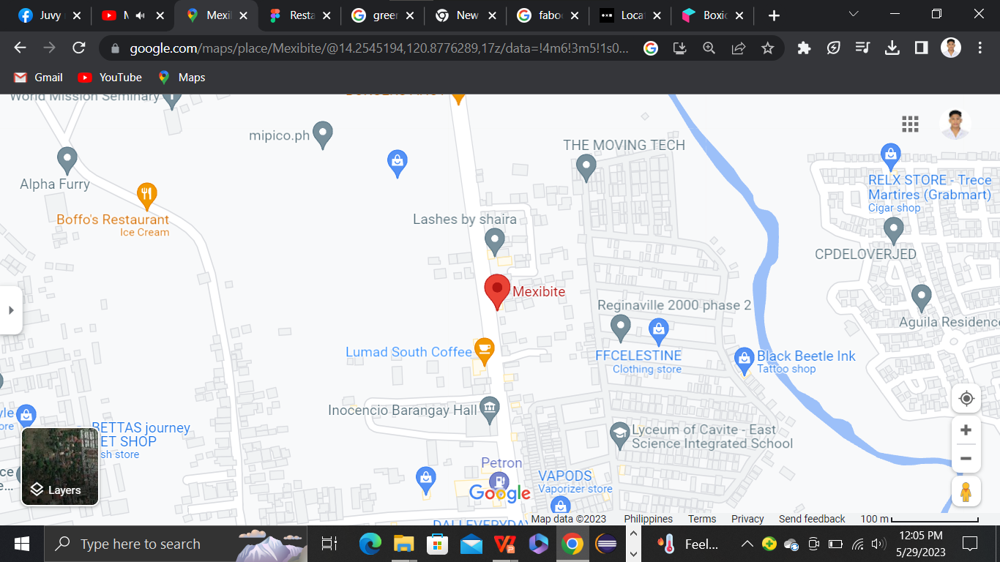 Juvy
Mexil
Resta
green
New
fabo
Loca
Boxic
google.com/maps/place/Mexibite/@14.2545194,120.8776289,17z/data=!4m6!3m5!1s0...
Gmail
YouTube
Maps
World Mission Seminary
mipico.ph
THE MOVING TECH
Alpha Furry
RELX STORE - Trece
Martires (Grabmart)
Cigar shop
Boffo's Restaurant
Ice Cream
Lashes by shaira
CPDELOVERJED
Mexibite
Reginaville 2000 phase 2
Aguila Residence
Lumad South Coffee
FFCELESTINE
Clothing store
Black Beetle Ink
Tattoo shop
Inocencio Barangay Hall
BETTAS journey
ET SHOP
sh store
Lyceum of Cavite - East
Science Integrated School
Petron
VAPODS
Vaporizer store
Layers
Google
DALLEVERYDAY
Map data ©2023
Philippines
Terms
Privacy
Send feedback
100 m
Type here to search
Feel...
12:05 PM
5/29/2023